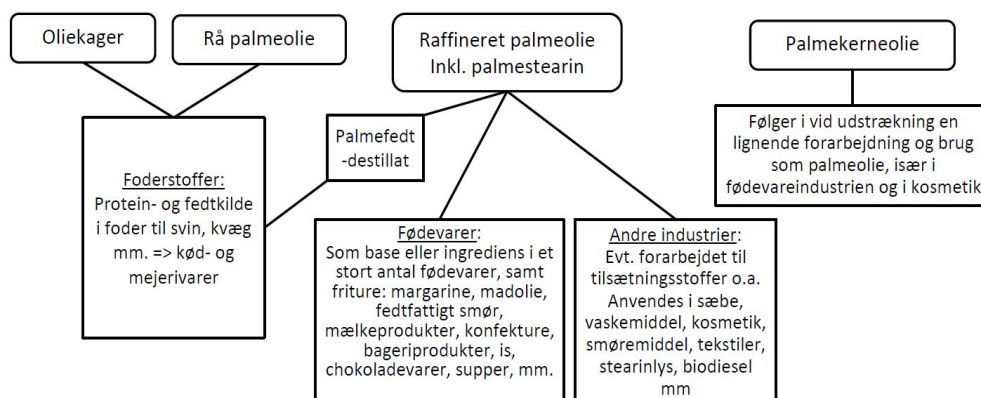 Oliekager
Rå palmeolie
Raffineret palmeolie
Inkl. palmestearin
Palmekerneolie
Palmefedt
-destillat
Følger i vid udstrækning en
lignende forarbejdning og brug
som palmeolie, især i
fødevareindustrien og i kosmetik
Foderstoffer:
Protein- og fedtkilde
i foder til svin, kvæg
mm. => kød- og
mejerivarer
Fødevarer:
Som base eller ingrediens i et
stort antal fødevarer, samt
friture: margarine, madolie,
fedtfattigt smør,
mælkeprodukter, konfekture,
bageriprodukter, is,
chokoladevarer, supper, mm.
Andre industrier:
Evt. forarbejdet til
tilsætningsstoffer o.a.
Anvendes i sæbe,
vaskemiddel, kosmetik,
smøremiddel, tekstiler,
stearinlys, biodiesel
mm